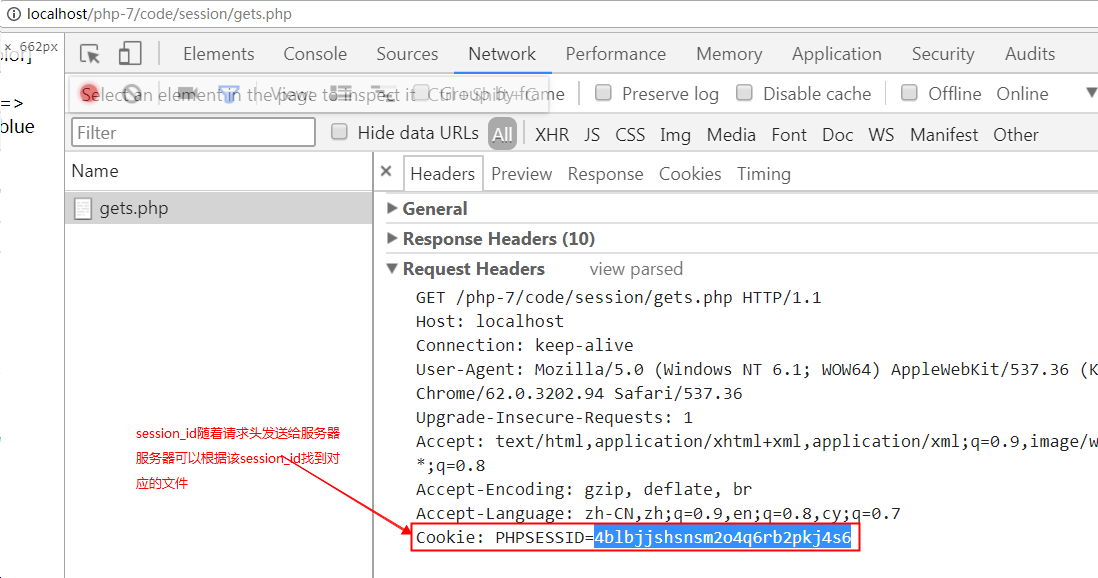 localhost/php-7/code/session/gets.php
× 662px
olor]
Elements Console Sources Network Performance Memory Application Security Audits
=>
Select an element in the page to inspect it Ctrl+Shift+C
View: Group by frame Preserve log Disable cache Offline Online
blue
Filter Hide data URLs All XHR JS CSS Img Media Font Doc WS Manifest Other
Name
× Headers Preview Response Cookies Timing
gets.php
General
Response Headers (10)
Request Headers view parsed
GET /php-7/code/session/gets.php HTTP/1.1
Host: localhost
Connection: keep-alive
User-Agent: Mozilla/5.0 (Windows NT 6.1; WOW64) AppleWebKit/537.36 (K
Chrome/62.0.3202.94 Safari/537.36
Upgrade-Insecure-Requests: 1
Accept: text/html,application/xhtml+xml,application/xml;q=0.9,image/w
*;q=0.8
Accept-Encoding: gzip, deflate, br
Accept-Language: zh-CN,zh;q=0.9,en;q=0.8,cy;q=0.7
Cookie: PHPSESSID=4blbjjshsnsm2o4q6rb2pkj4s6
session_id随着请求头发送给服务器
服务器可以根据该session_id找到对
应的文件